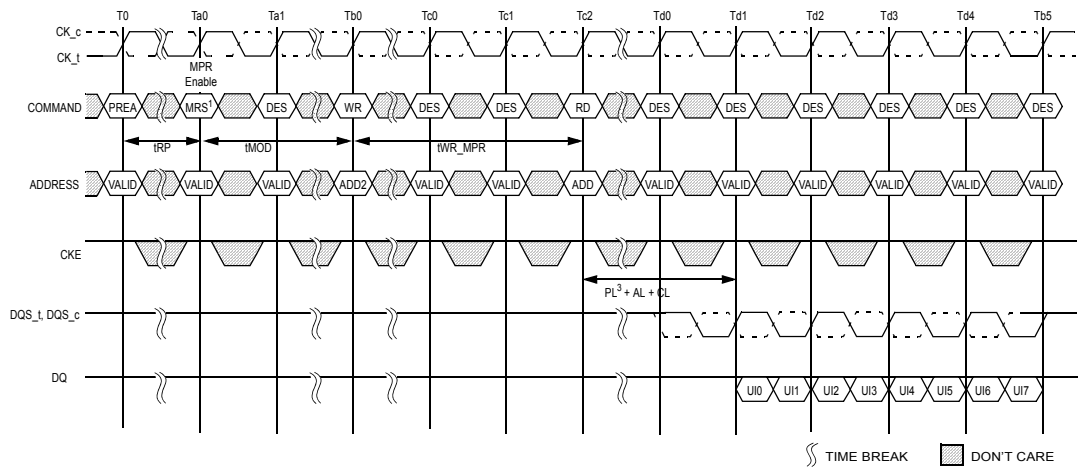 T0 Ta0 Ta1 Tb0 Tc0 Tc1 Tc2 Td0 Td1 Td2 Td3 Td4 Tb5
CK_c
CK_t
MPR
Enable
COMMAND PREA MRS1 DES WR DES DES RD DES DES DES DES DES DES
tRP tMOD tWR_MPR
ADDRESS VALID VALID VALID ADD2 VALID VALID ADD VALID VALID VALID VALID VALID VALID
CKE
PL3 + AL + CL
DQS_t, DQS_c
DQ UI0 UI1 UI2 UI3 UI4 UI5 UI6 UI7
TIME BREAK DON'T CARE